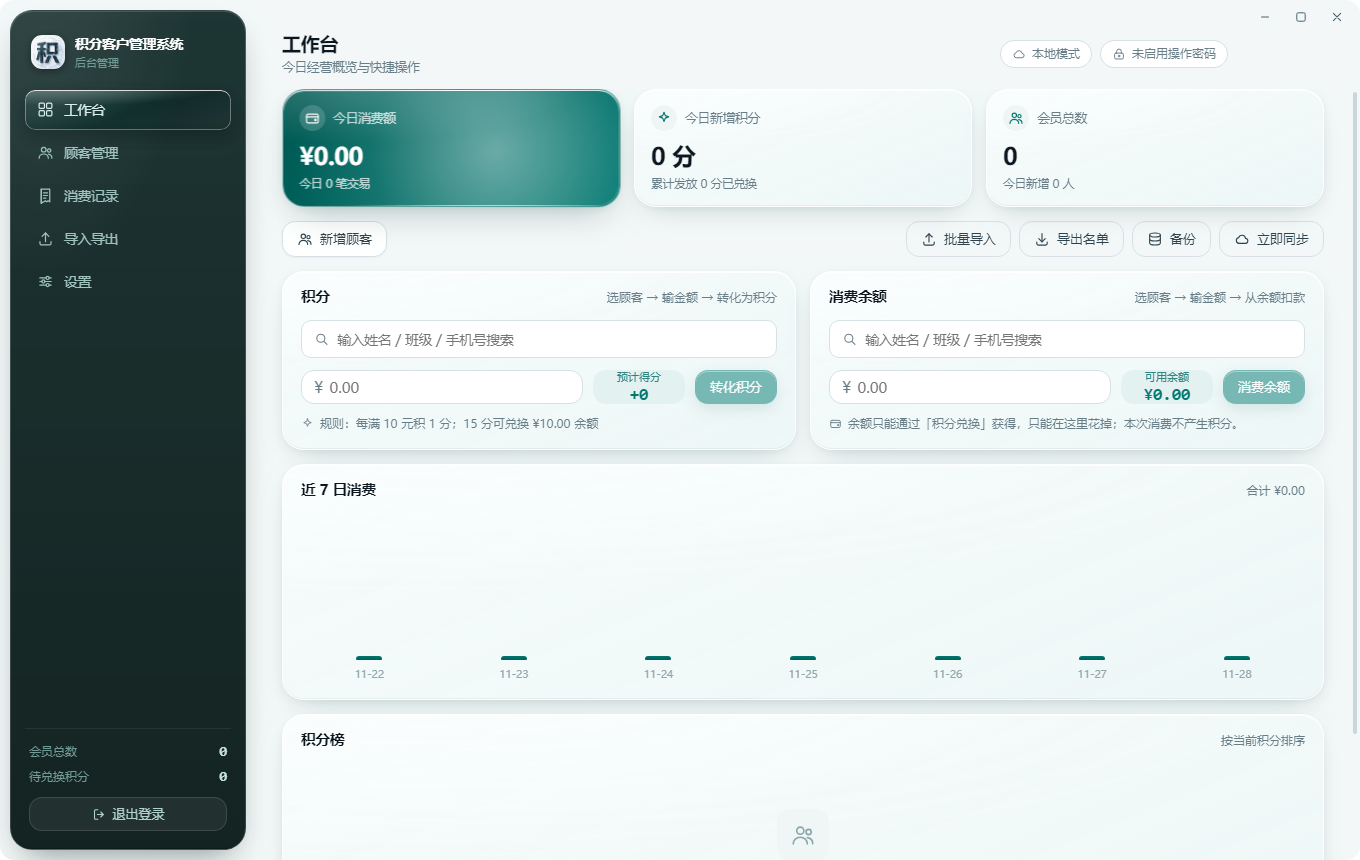 积
积分客户管理系统
后台管理
工作台
顾客管理
消费记录
导入导出
设置
会员总数 0
待兑换积分 0
退出登录
工作台
今日经营概览与快捷操作
本地模式
未启用操作密码
今日消费额
¥0.00
今日 0 笔交易
今日新增积分
0 分
累计发放 0 分已兑换
会员总数
0
今日新增 0 人
新增顾客
批量导入
导出名单
备份
立即同步
积分
选顾客 → 输金额 → 转化为积分
输入姓名 / 班级 / 手机号搜索
¥ 0.00
预计得分
+0
转化积分
规则：每满 10 元积 1 分；15 分可兑换 ¥10.00 余额
消费余额
选顾客 → 输金额 → 从余额扣款
输入姓名 / 班级 / 手机号搜索
¥ 0.00
可用余额
¥0.00
消费余额
余额只能通过「积分兑换」获得，只能在这里花掉；本次消费不产生积分。
近 7 日消费
合计 ¥0.00
11-22
11-23
11-24
11-25
11-26
11-27
11-28
积分榜
按当前积分排序